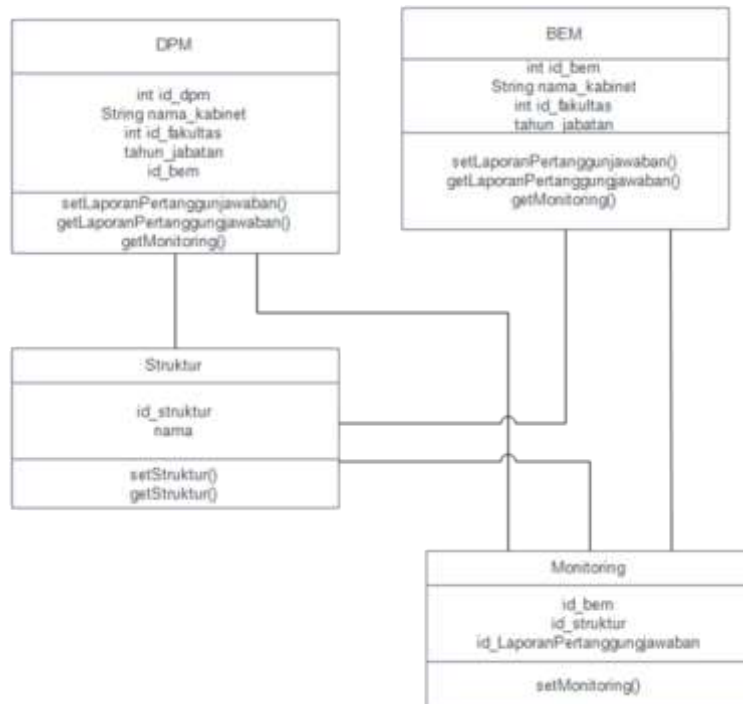 DPM
int id_dpm
String nama_kabinet
int id_fakultas
tahun_jabatan
id_bem
setLaporanPertanggunjawaban()
getLaporanPertanggungjawaban()
getMonitoring()
BEM
int id_bem
String nama_kabinet
int id_fakultas
tahun_jabatan
setLaporanPertanggunjawaban()
getLaporanPertanggungjawaban()
getMonitoring()
Struktur
id_struktur
nama
setStruktur()
getStruktur()
Monitoring
id_bem
id_struktur
id_LaporanPertanggungjawaban
setMonitoring()